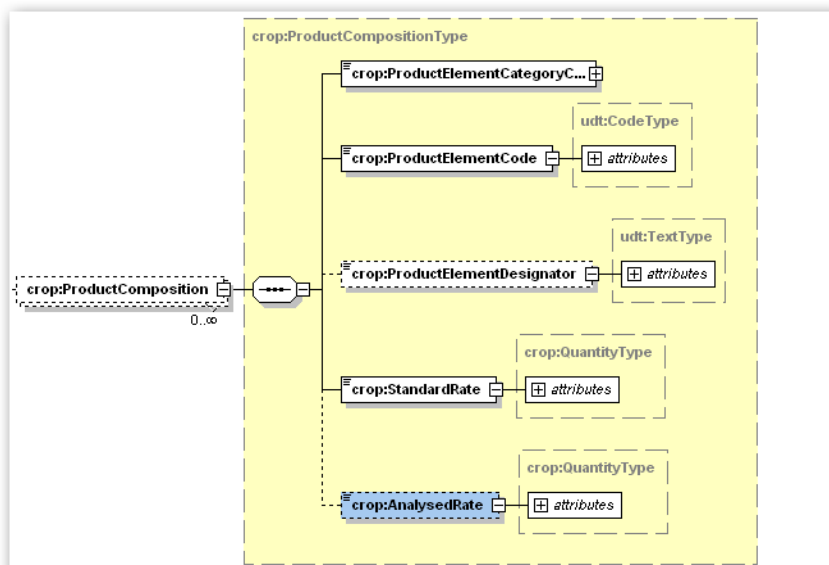 crop:ProductCompositionType
crop:ProductElementCategoryC...
udt:CodeType
crop:ProductElementCode
attributes
udt:TextType
crop:ProductElementDesignator
attributes
crop:ProductComposition
0..∞
crop:QuantityType
crop:StandardRate
attributes
crop:QuantityType
crop:AnalysedRate
attributes